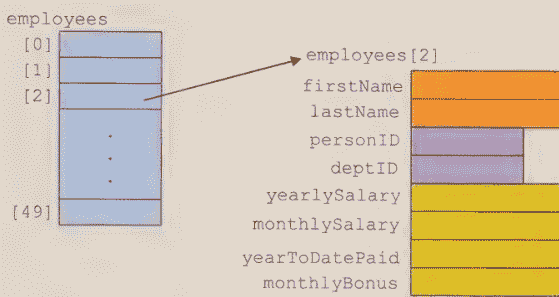 employees
[0]
[1]
[2]
[49]
employees[2]
firstName
lastName
personID
deptID
yearlySalary
monthlySalary
yearToDatePaid
monthlyBonus